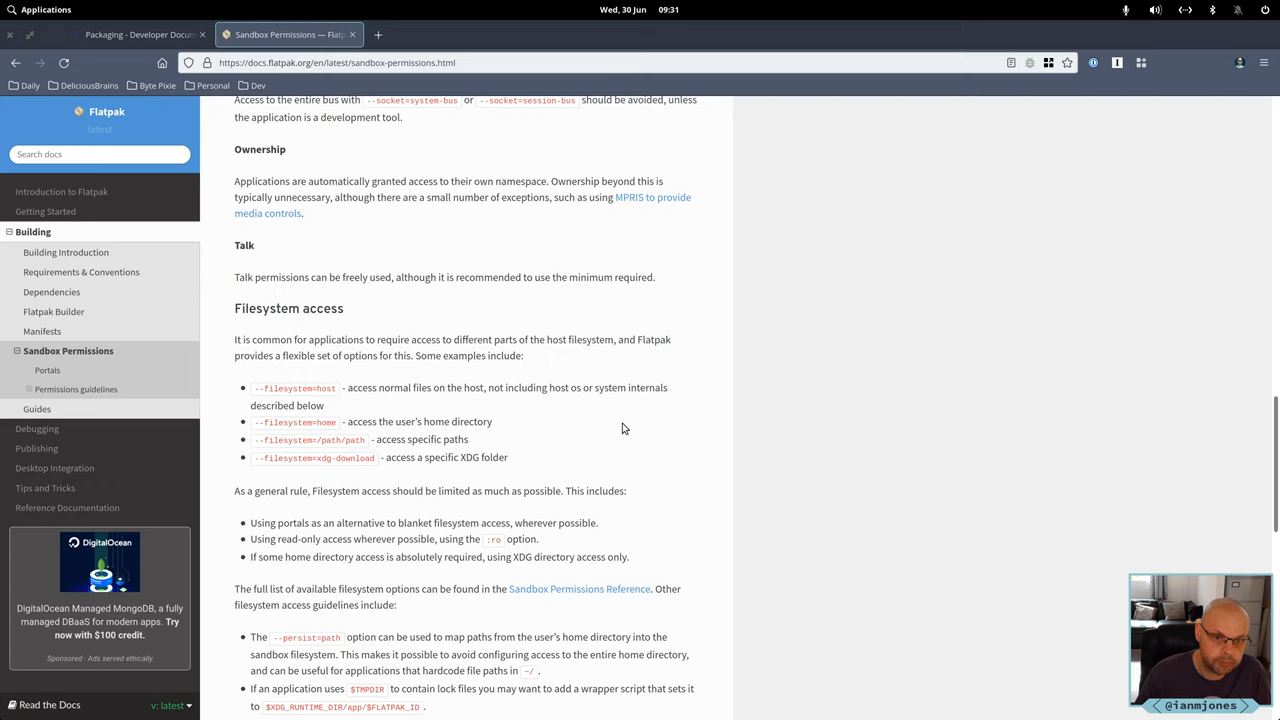 Applications
Wed, 30 Jun 09:31
Packaging - Developer Docum
Sandbox Permissions — Flatp
https://docs.flatpak.org/en/latest/sandbox-permissions.html
Daily
DeliciousBrains
Byte Pixie
Personal
Dev
Flatpak
latest
Search docs
Introduction to Flatpak
Getting Started
Building
Building Introduction
Requirements & Conventions
Dependencies
Flatpak Builder
Manifests
Sandbox Permissions
Portals
Permissions guidelines
Guides
Debugging
Publishing
Desktop Integration
Tips and Tricks
Reference Documentation
DigitalOcean
DigitalOcean Managed MongoDB, a fully
managed DBaaS for modern apps. Try
now with $100 credit.
Sponsored · Ads served ethically
Read the Docs
v: latest
Access to the entire bus with --socket=system-bus or --socket=session-bus should be avoided, unless
the application is a development tool.
Ownership
Applications are automatically granted access to their own namespace. Ownership beyond this is
typically unnecessary, although there are a small number of exceptions, such as using MPRIS to provide
media controls.
Talk
Talk permissions can be freely used, although it is recommended to use the minimum required.
Filesystem access
It is common for applications to require access to different parts of the host filesystem, and Flatpak
provides a flexible set of options for this. Some examples include:
--filesystem=host - access normal files on the host, not including host os or system internals
described below
--filesystem=home - access the user's home directory
--filesystem=/path/path - access specific paths
--filesystem=xdg-download - access a specific XDG folder
As a general rule, Filesystem access should be limited as much as possible. This includes:
Using portals as an alternative to blanket filesystem access, wherever possible.
Using read-only access wherever possible, using the :ro option.
If some home directory access is absolutely required, using XDG directory access only.
The full list of available filesystem options can be found in the Sandbox Permissions Reference. Other
filesystem access guidelines include:
The --persist=path option can be used to map paths from the user's home directory into the
sandbox filesystem. This makes it possible to avoid configuring access to the entire home directory,
and can be useful for applications that hardcode file paths in ~/ .
If an application uses $TMPDIR to contain lock files you may want to add a wrapper script that sets it
to $XDG_RUNTIME_DIR/app/$FLATPAK_ID .
@ianmjones